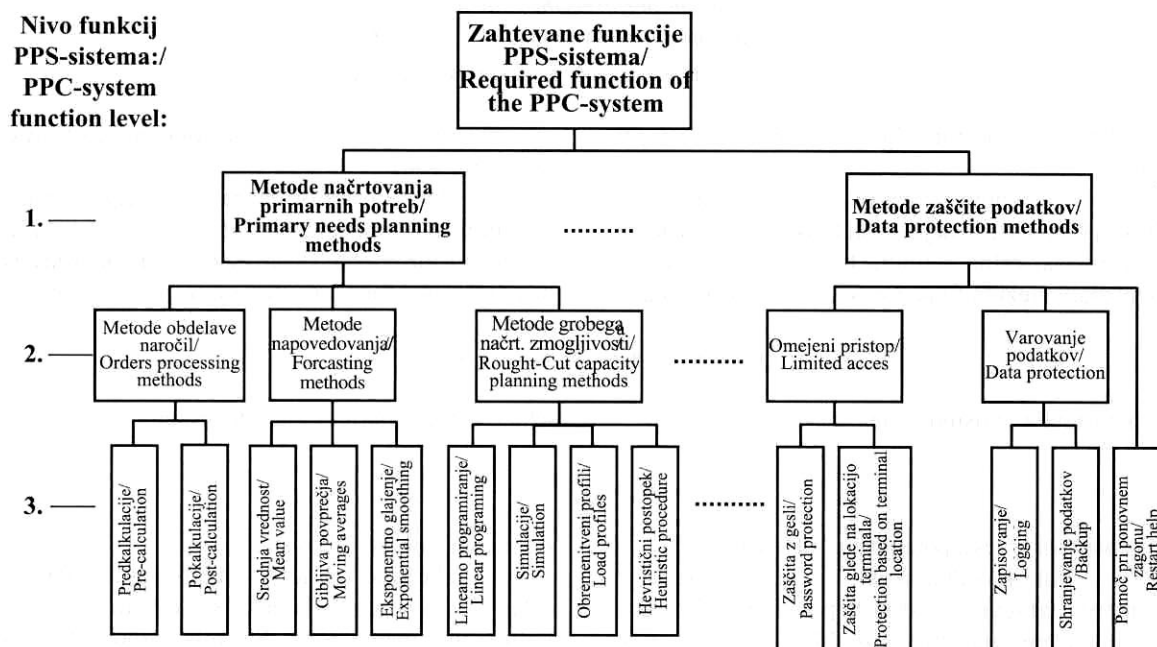 Nivo funkcij
PPS-sistema:/
PPC-system
function level:
Zahtevane funkcije
PPS-sistema/
Required function of
the PPC-system
1.
Metode načrtovanja
primarnih potreb/
Primary needs planning
methods
..........
Metode zaščite podatkov/
Data protection methods
2.
Metode obdelave
naročil/
Orders processing
methods
Metode
napovedovanja/
Forcasting
methods
Metode grobega
načrt. zmogljivosti/
Rought-Cut capacity
planning methods
..........
Omejeni pristop/
Limited acces
Varovanje
podatkov/
Data protection
3.
Predkalkulacije/
Pre-calculation
Pokalkulacije/
Post-calculation
Srednja vrednost/
Mean value
Gibljiva povprečja/
Moving averages
Eksponentno glajenje/
Exponential smoothing
Linearno programiranje/
Linear programing
Simulacije/
Simulation
Obremenitveni profili/
Load profiles
Hevristični postopek/
Heuristic procedure
..........
Zaščita z gesli/
Password protection
Zaščita glede na lokacijo
terminala/
Protection based on terminal
location
Zapisovanje/
Logging
Shranjevanje podatkov
/Backup
Pomoč pri ponovnem
zagonu/
Restart help